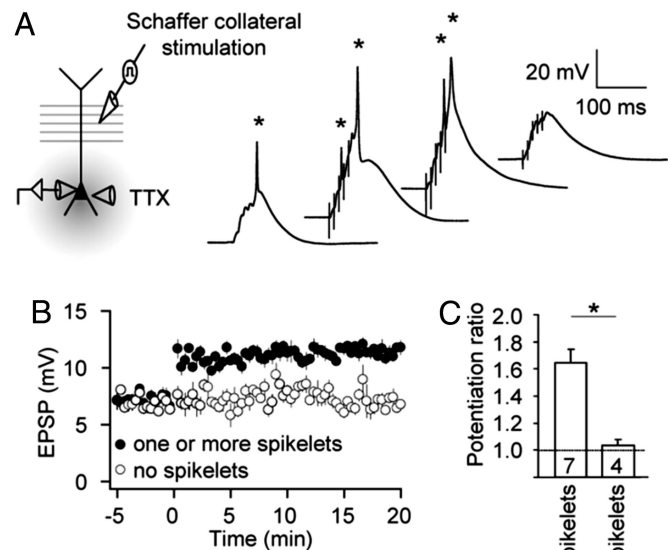 A
Schaffer collateral
stimulation
TTX
* * * * *
20 mV
100 ms
B
EPSP (mV)
15
10
5
0
one or more spikelets
no spikelets
-5 0 5 10 15 20
Time (min)
C
Potentiation ratio
2.0
1.8
1.6
1.4
1.2
1.0
*
7 4
pikelets
pikelets